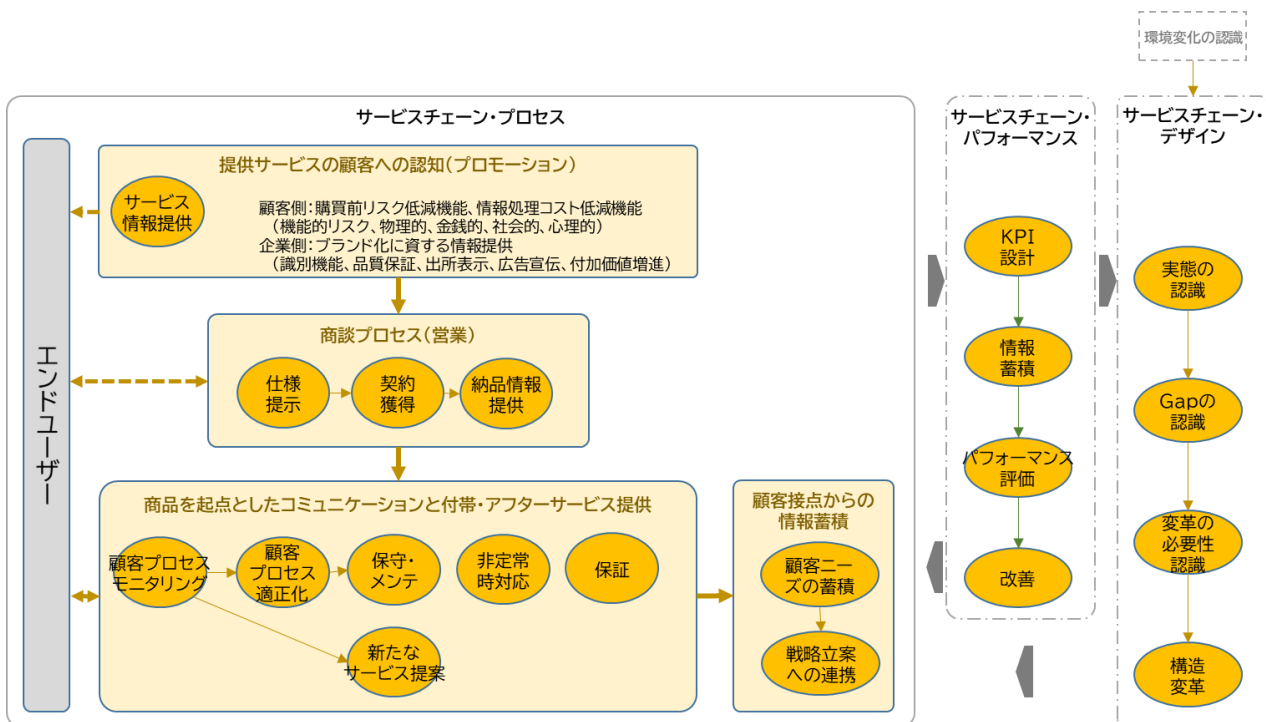 環境変化の認識
サービスチェーン・プロセス
サービスチェーン・
パフォーマンス
サービスチェーン・
デザイン
エンドユーザー
提供サービスの顧客への認知(プロモーション)
サービス
情報提供
顧客側:購買前リスク低減機能、情報処理コスト低減機能
(機能的リスク、物理的、金銭的、社会的、心理的)
企業側:ブランド化に資する情報提供
(識別機能、品質保証、出所表示、広告宣伝、付加価値増進)
商談プロセス(営業)
仕様
提示
契約
獲得
納品情報
提供
商品を起点としたコミュニケーションと付帯・アフターサービス提供
顧客プロセス
モニタリング
顧客
プロセス
適正化
保守・
メンテ
非定常
時対応
保証
新たな
サービス提案
顧客接点からの
情報蓄積
顧客ニー
ズの蓄積
戦略立案
への連携
KPI
設計
情報
蓄積
パフォーマンス
評価
改善
実態の
認識
Gapの
認識
変革の
必要性
認識
構造
変革